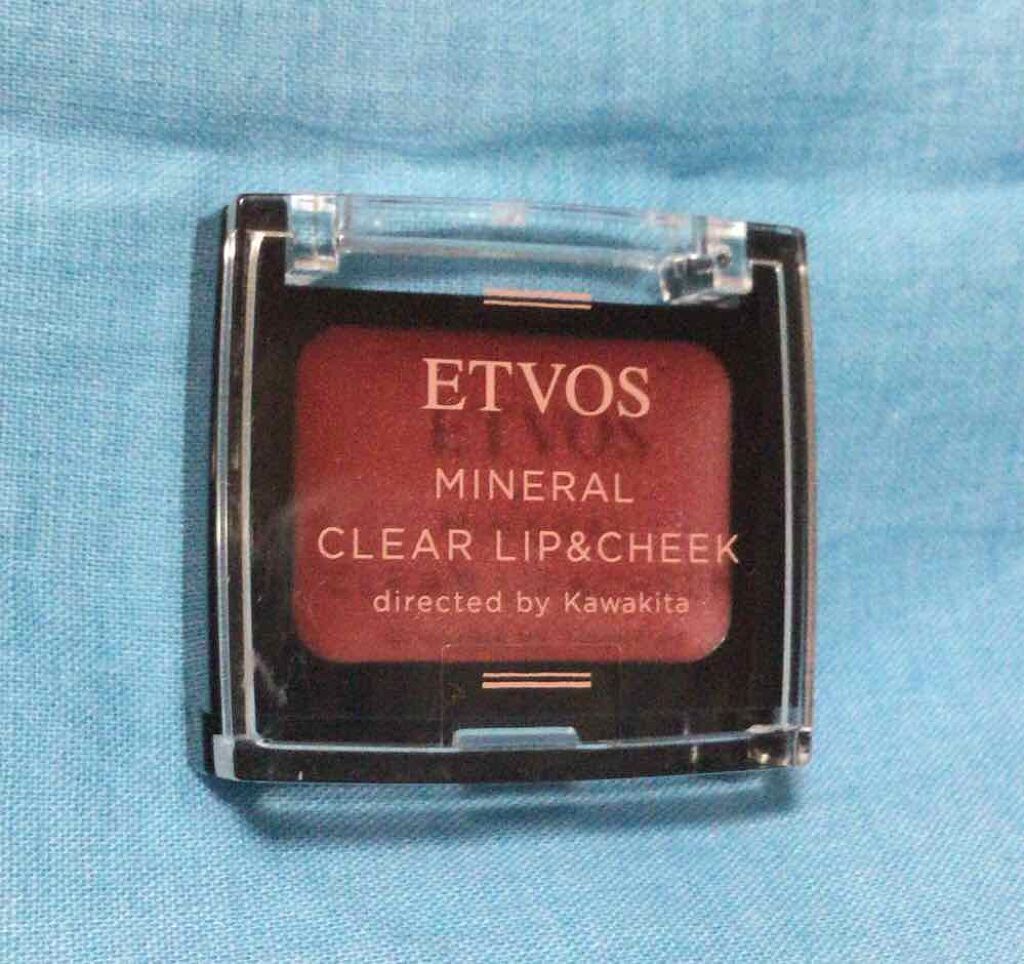 ETVOS
MINERAL
CLEAR LIP&CHEEK
directed by Kawakita